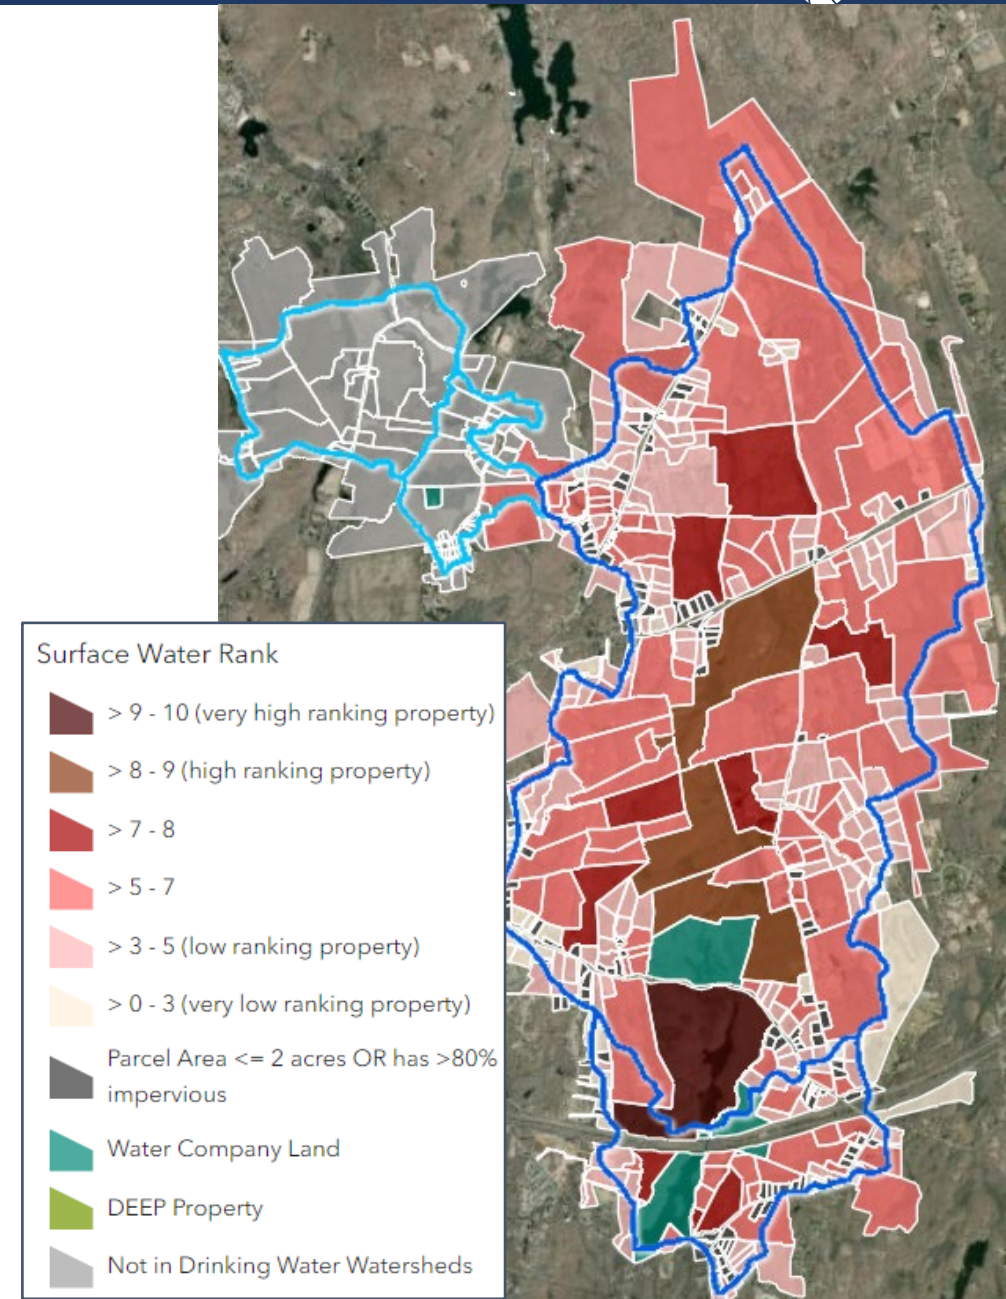 Surface Water Rank
> 9 - 10 (very high ranking property)
> 8 - 9 (high ranking property)
> 7 - 8
> 5 - 7
> 3 - 5 (low ranking property)
> 0 - 3 (very low ranking property)
Parcel Area <= 2 acres OR has >80%
impervious
Water Company Land
DEEP Property
Not in Drinking Water Watersheds